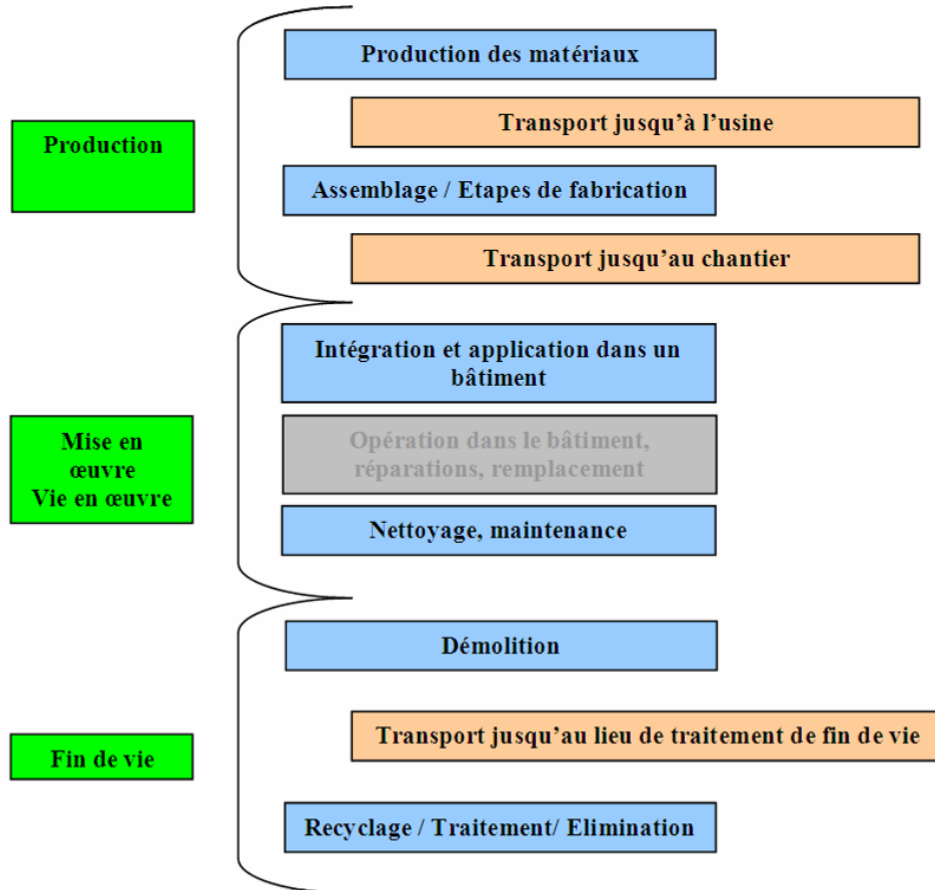 Production des matériaux
Transport jusqu’à l’usine
Production
Assemblage / Etapes de fabrication
Transport jusqu’au chantier
Intégration et application dans un
bâtiment
Mise en
œuvre
Vie en œuvre
Opération dans le bâtiment,
réparations, remplacement
Nettoyage, maintenance
Démolition
Transport jusqu’au lieu de traitement de fin de vie
Fin de vie
Recyclage / Traitement/ Elimination